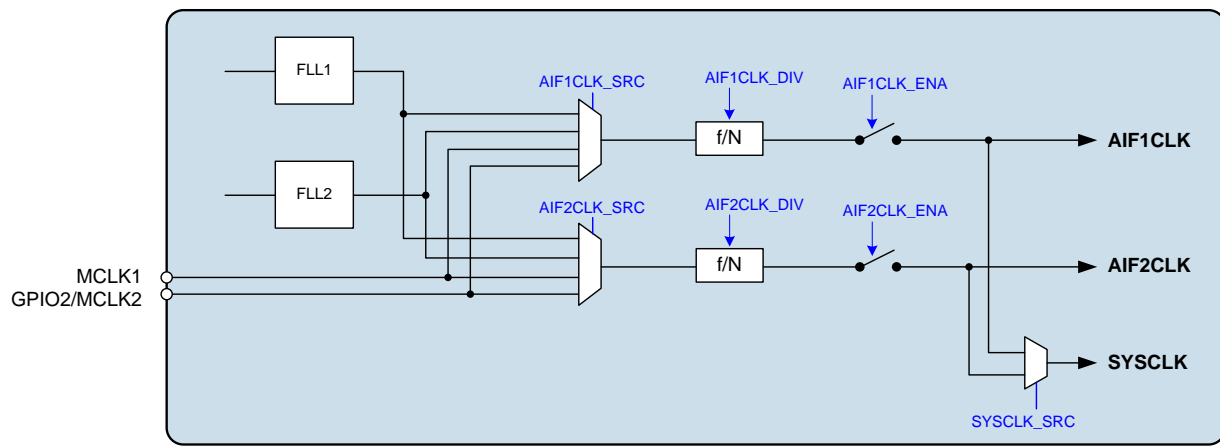 FLL1
AIF1CLK_SRC
AIF1CLK_DIV
AIF1CLK_ENA
f/N
AIF1CLK
FLL2
AIF2CLK_SRC
AIF2CLK_DIV
AIF2CLK_ENA
f/N
AIF2CLK
MCLK1
GPIO2/MCLK2
SYSCLK
SYSCLK_SRC